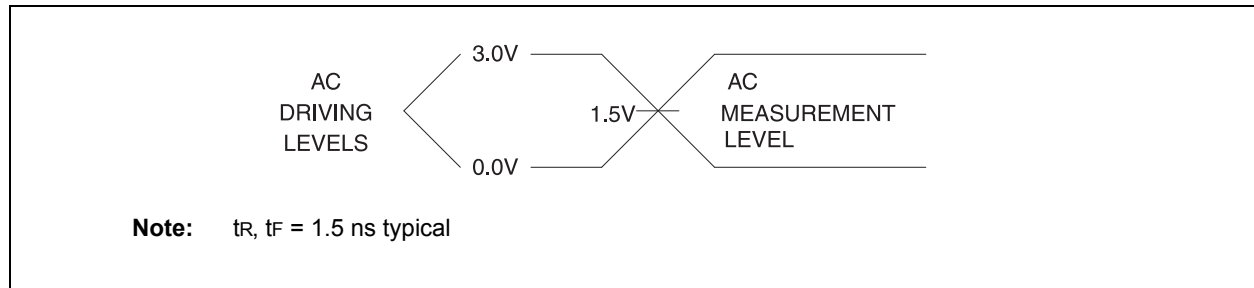 3.0V
AC
DRIVING
LEVELS
1.5V
AC
MEASUREMENT
LEVEL
0.0V
Note: tR, tF = 1.5 ns typical